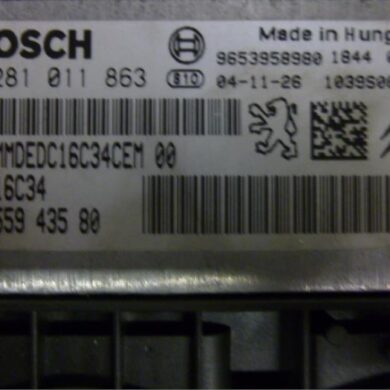 OSCH
Made in Hung
9653958980 1844
281 011 863
810
04-11-26 1039S0
MMDEDC16C34CEM 00
16C34
659 435 80